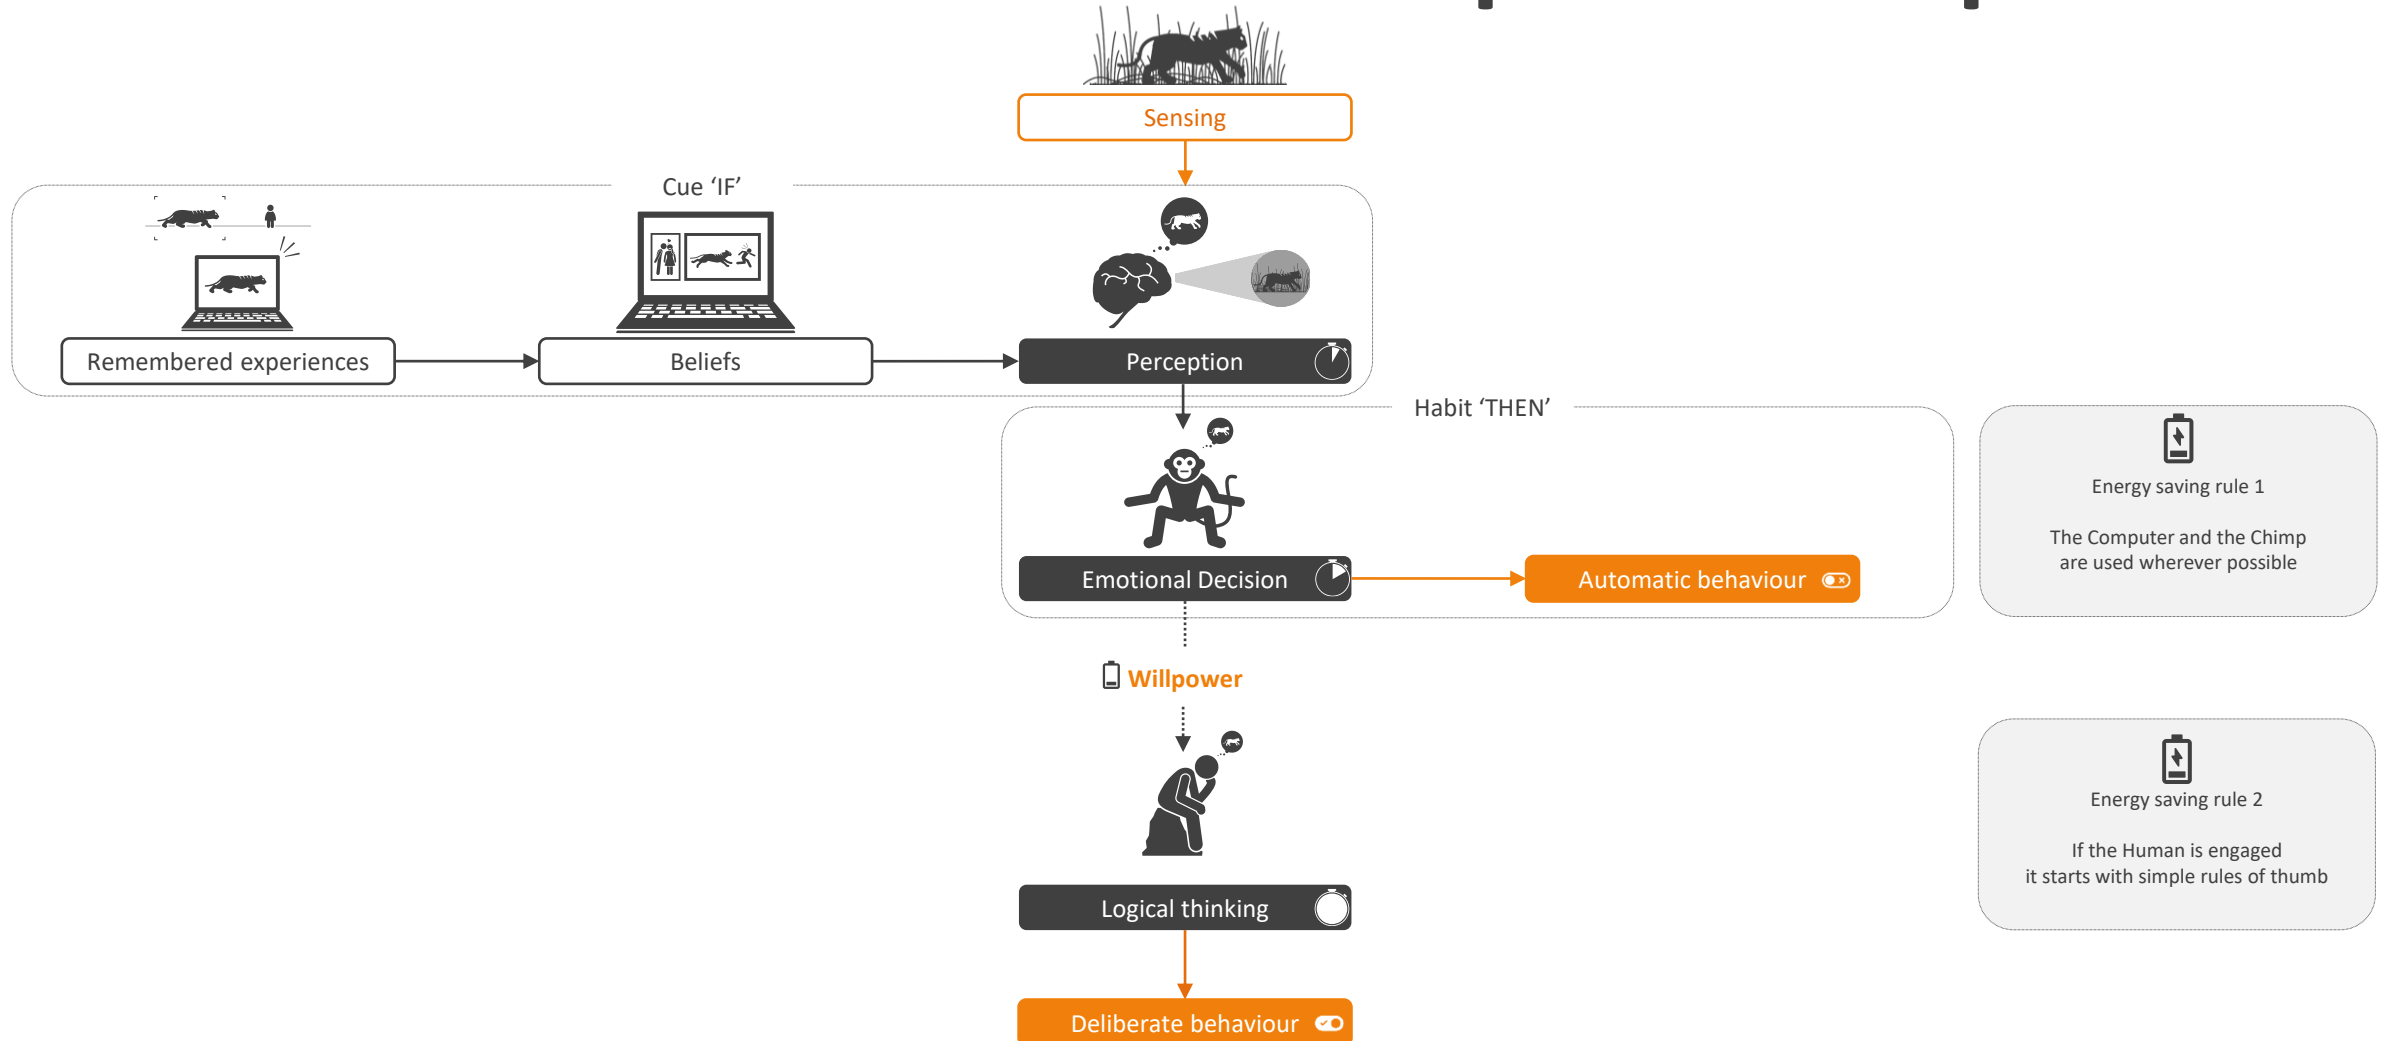 Sensing
Cue ‘IF’
Remembered experiences
Beliefs
Perception
Habit ‘THEN’
Emotional Decision
Automatic behaviour
Energy saving rule 1
The Computer and the Chimp
are used wherever possible
Willpower
Energy saving rule 2
If the Human is engaged
it starts with simple rules of thumb
Logical thinking
Deliberate behaviour